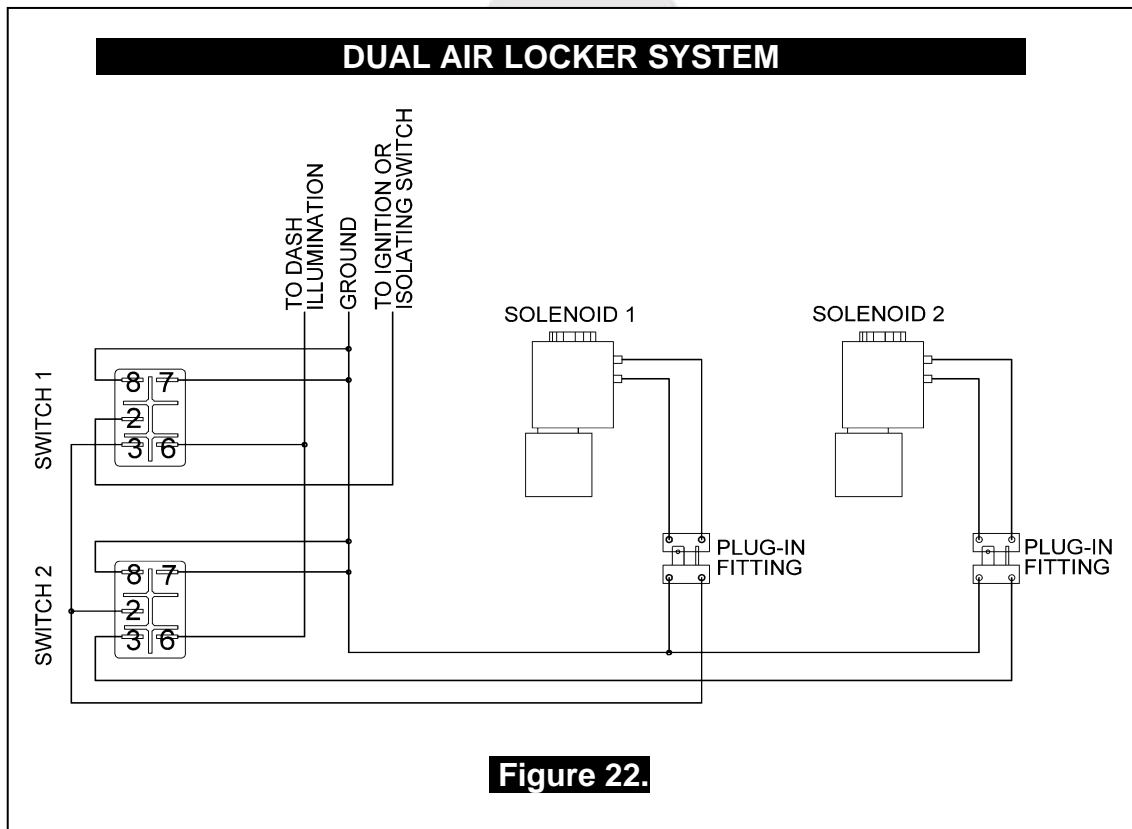 DUAL AIR LOCKER SYSTEM
TO DASH
ILLUMINATION
GROUND
TO IGNITION OR
ISOLATING SWITCH
SOLENOID 1
SOLENOID 2
SWITCH 1
8 7
2
3 6
SWITCH 2
8 7
2
3 6
PLUG-IN
FITTING
PLUG-IN
FITTING
Figure 22.